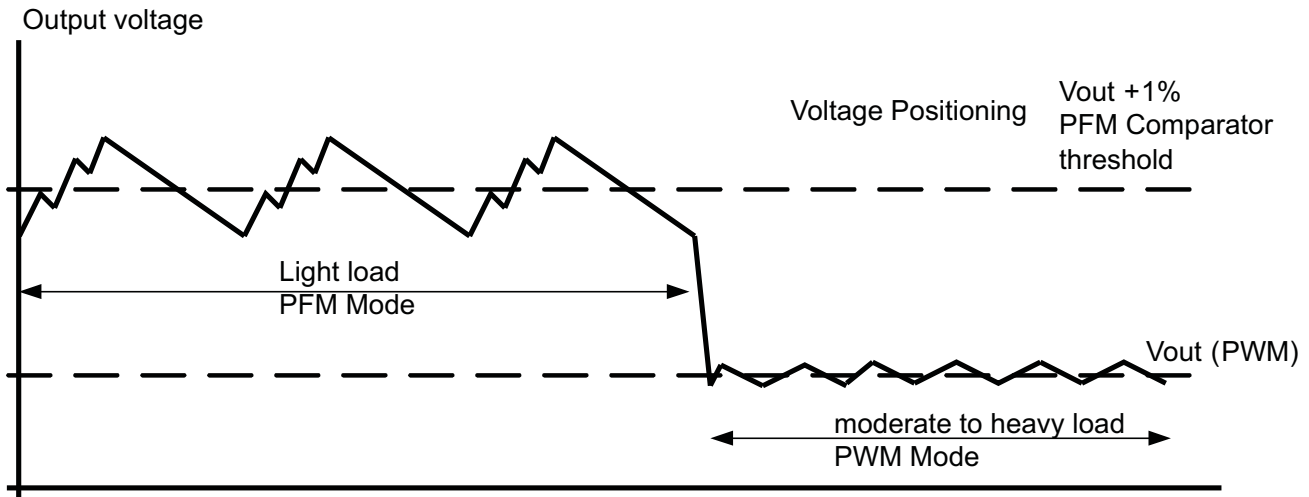 Output voltage
Voltage Positioning
Vout +1%
PFM Comparator
threshold
Light load
PFM Mode
Vout (PWM)
moderate to heavy load
PWM Mode